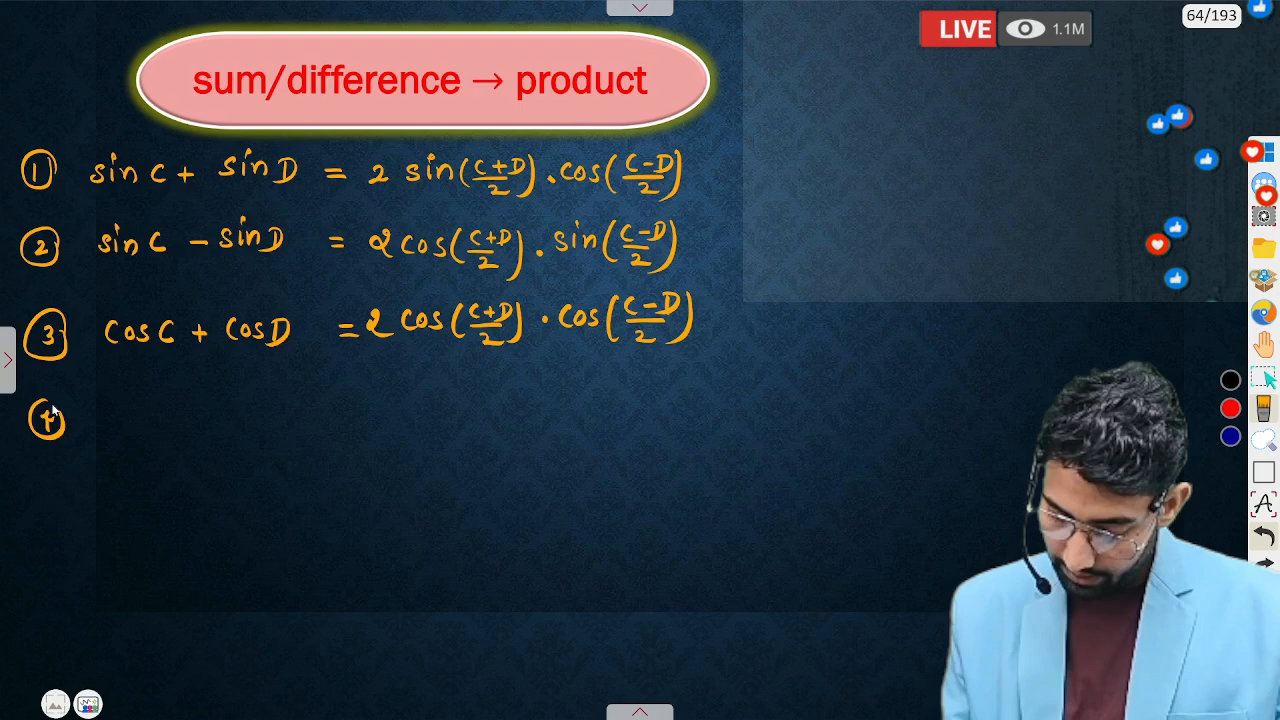 64/193
LIVE 1.1M
sum/difference → product
① sin C + sin D = 2 sin(C+D/2) . cos(C-D/2)
② sin C - sin D = 2 cos(C+D/2) . sin(C-D/2)
③ cos C + cos D = 2 cos(C+D/2) . cos(C-D/2)
④